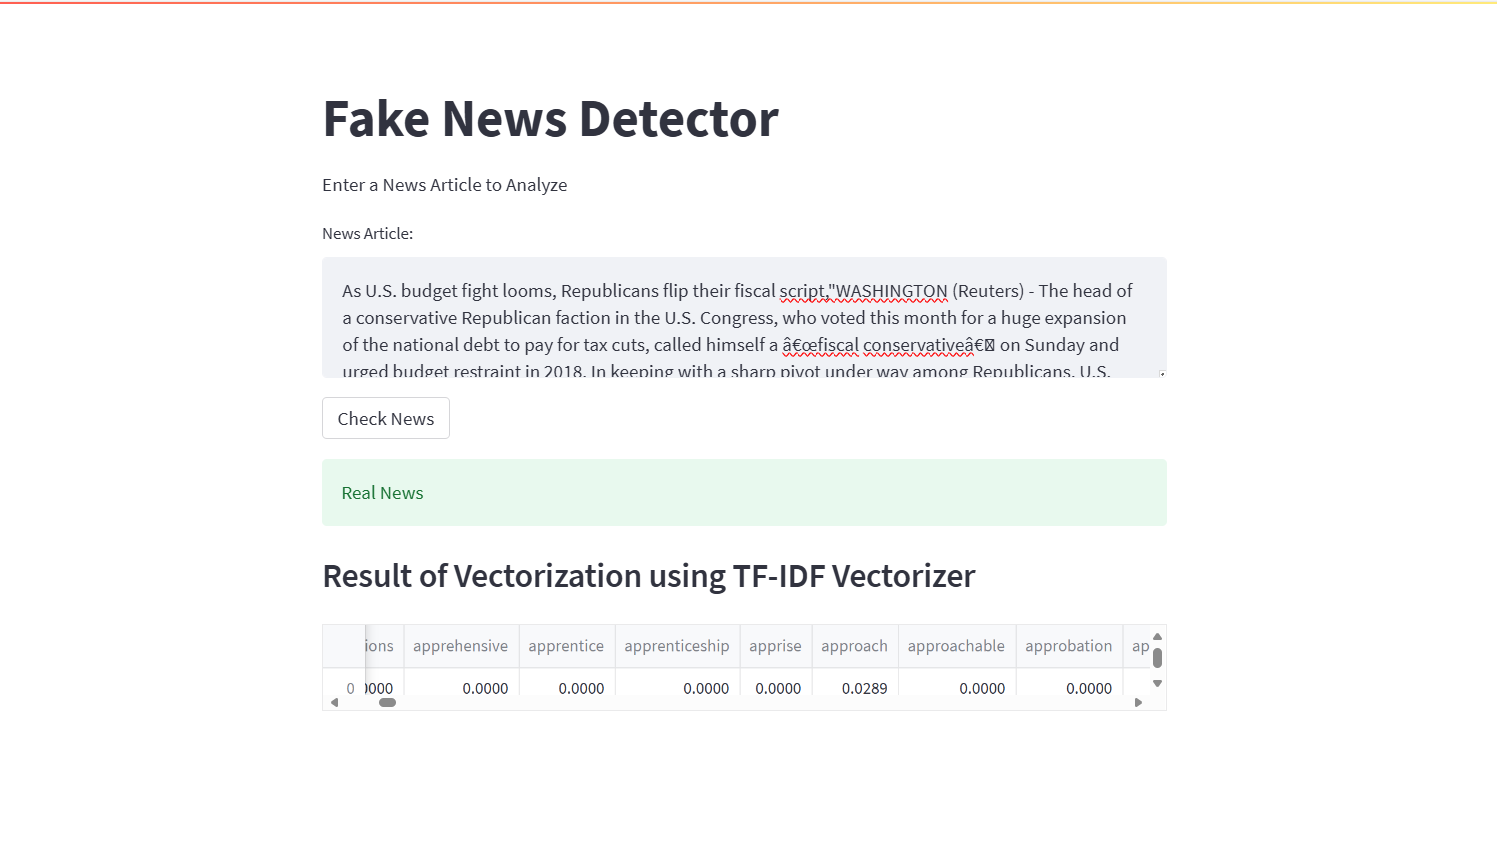 Fake News Detector
Enter a News Article to Analyze
News Article:
As U.S. budget fight looms, Republicans flip their fiscal script,"WASHINGTON (Reuters) - The head of
a conservative Republican faction in the U.S. Congress, who voted this month for a huge expansion
of the national debt to pay for tax cuts, called himself a â€œfiscal conservativeâ€ on Sunday and
urged budget restraint in 2018. In keeping with a sharp pivot under way among Republicans, U.S.
Check News
Real News
Result of Vectorization using TF-IDF Vectorizer
ions apprehensive apprentice apprenticeship apprise approach approachable approbation ap
0 0000 0.0000 0.0000 0.0000 0.0000 0.0289 0.0000 0.0000